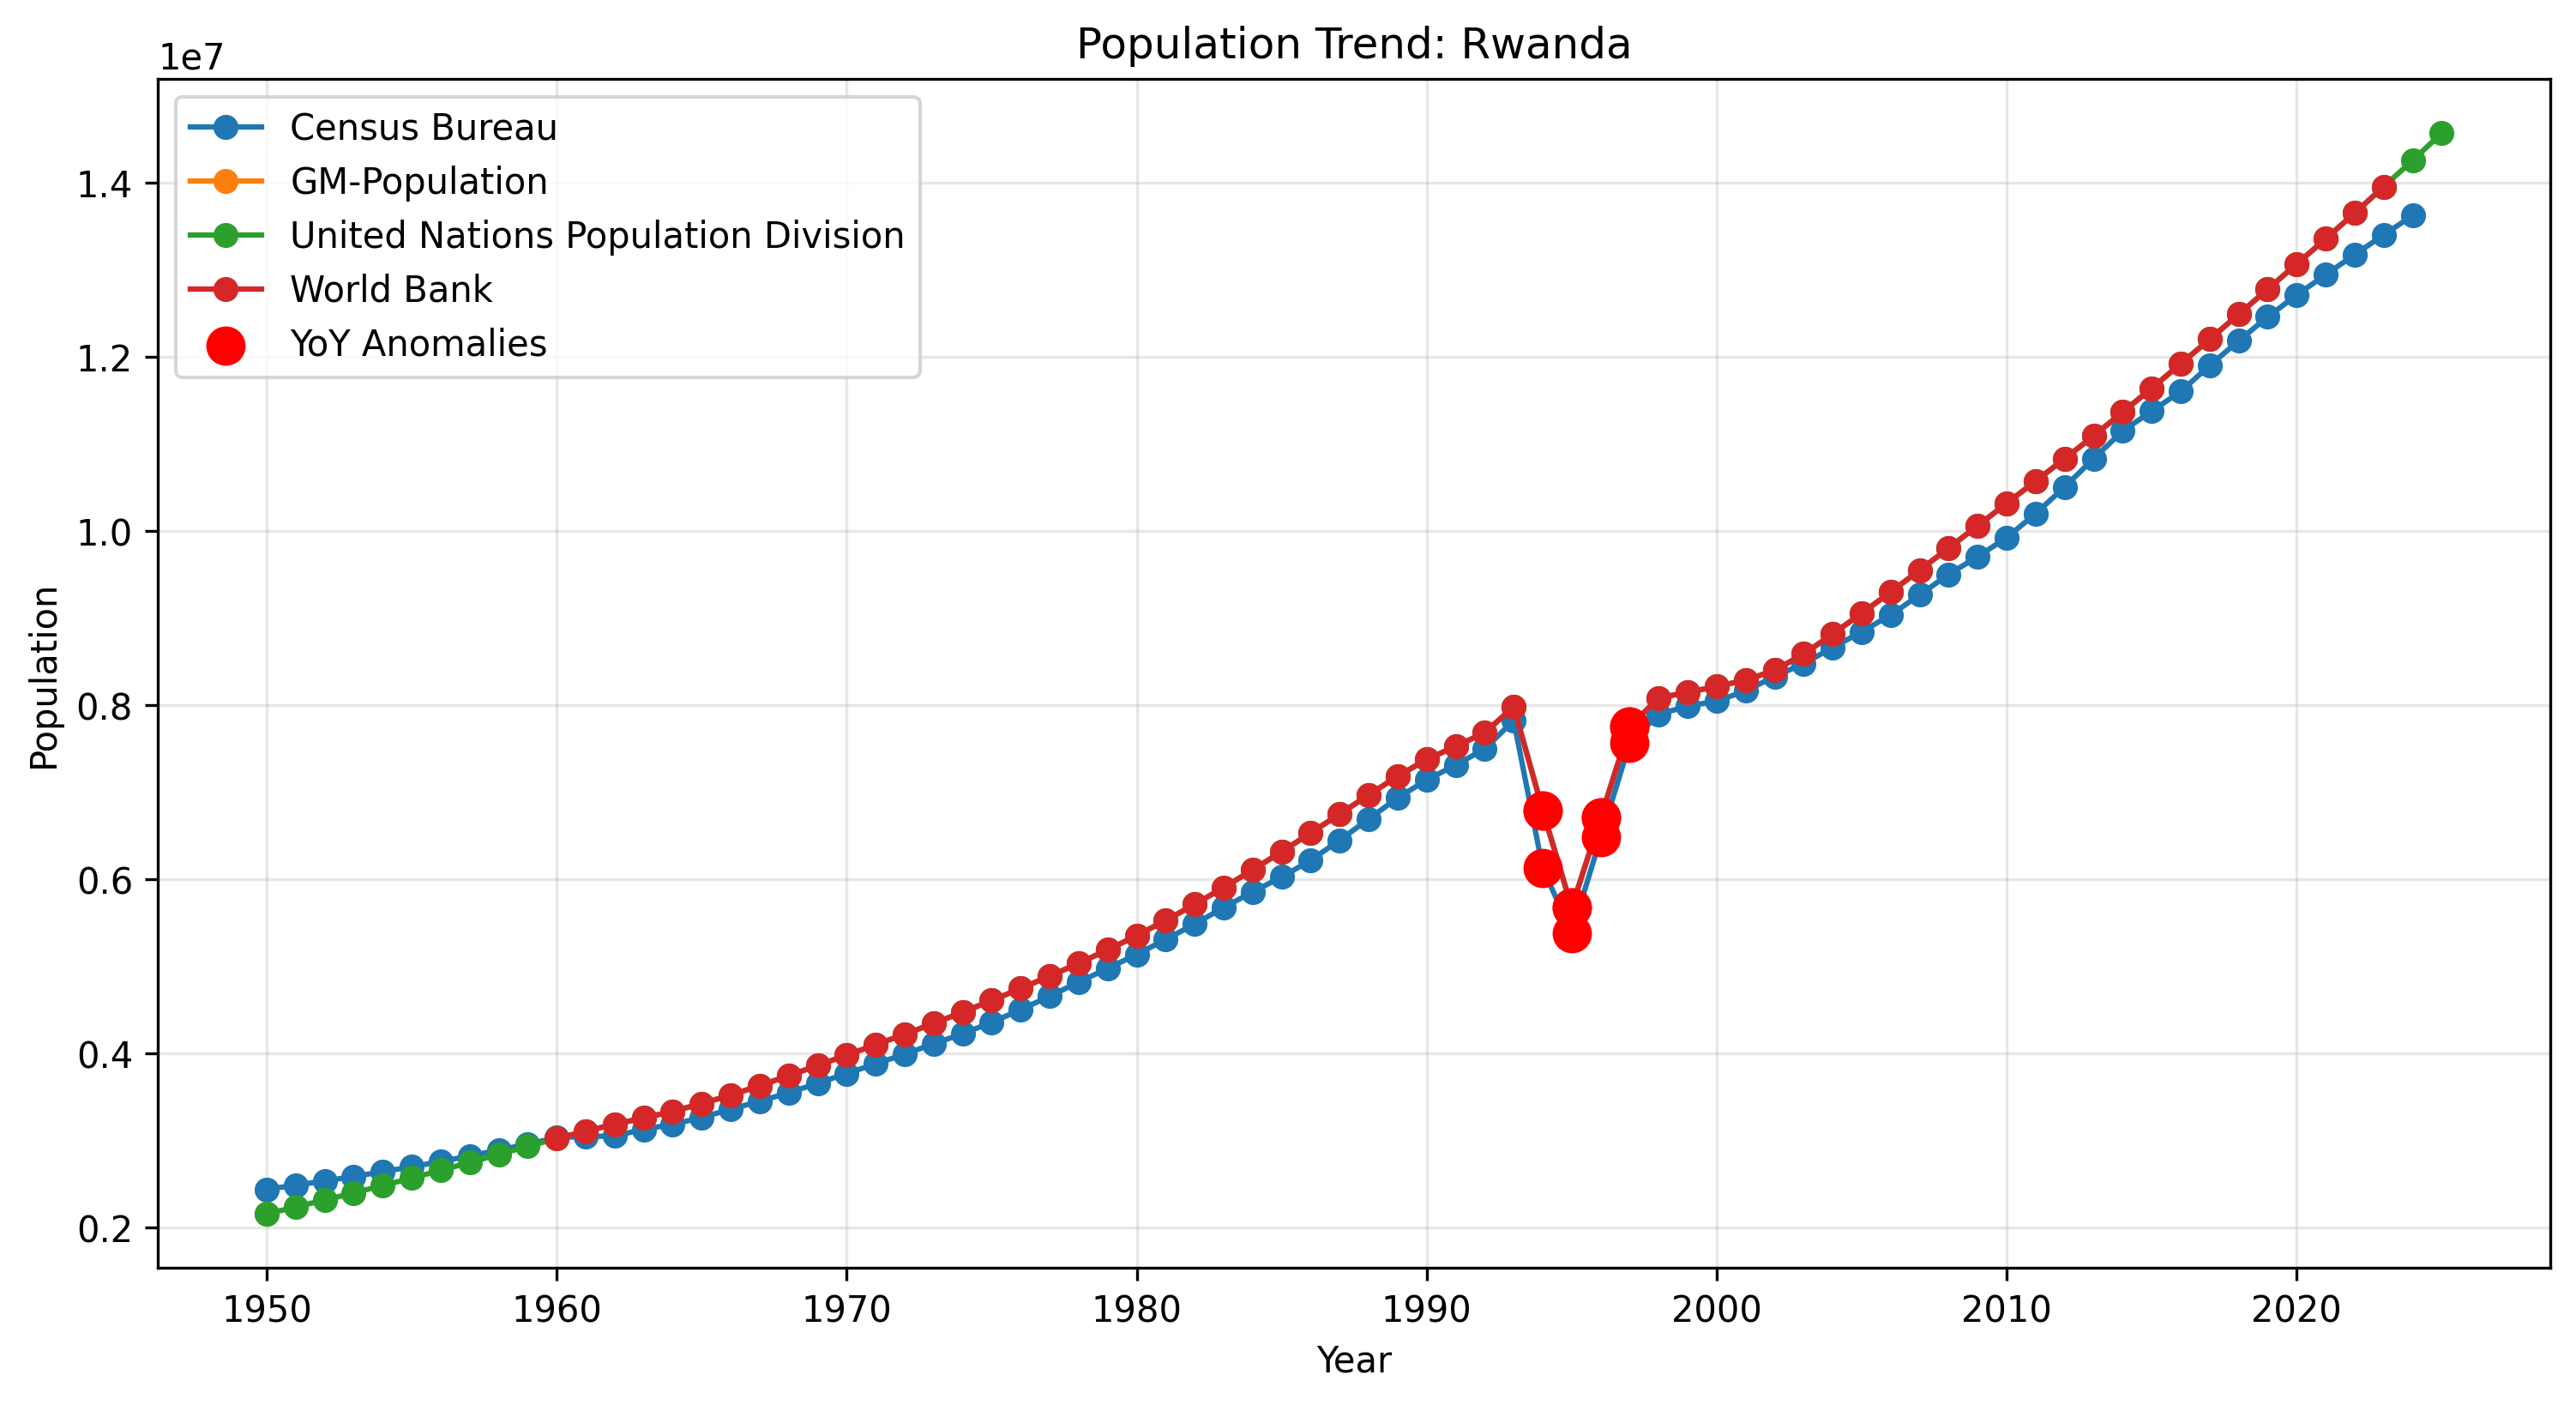 Population Trend: Rwanda
1e7
Census Bureau
GM-Population
United Nations Population Division
World Bank
YoY Anomalies
1.4
1.2
1.0
0.8
0.6
0.4
0.2
Population
1950 1960 1970 1980 1990 2000 2010 2020
Year